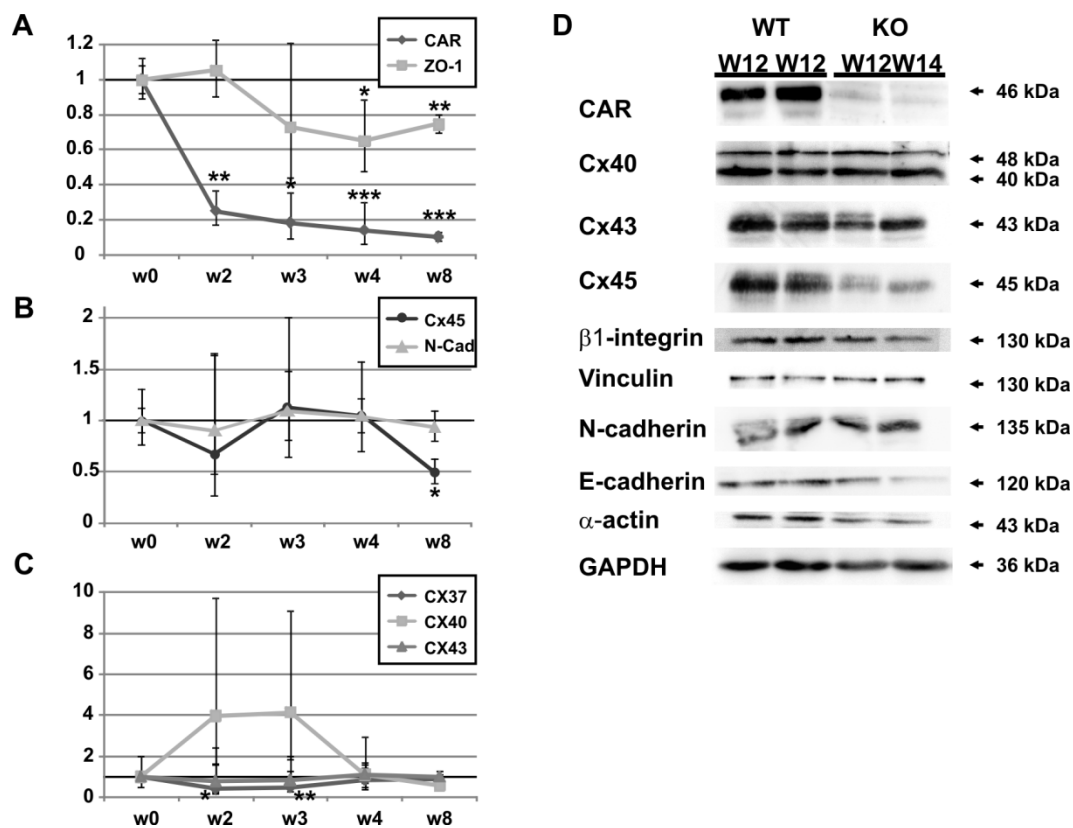 A
1.2
1
0.8
0.6
0.4
0.2
0
CAR
ZO-1
*
**
**
*
***
***
w0 w2 w3 w4 w8
B
2
1.5
1
0.5
0
Cx45
N-Cad
*
w0 w2 w3 w4 w8
C
10
8
6
4
2
0
CX37
CX40
CX43
* **
w0 w2 w3 w4 w8
D
WT KO
W12 W12 W12 W14
CAR 46 kDa
Cx40 48 kDa
40 kDa
Cx43 43 kDa
Cx45 45 kDa
β1-integrin 130 kDa
Vinculin 130 kDa
N-cadherin 135 kDa
E-cadherin 120 kDa
α-actin 43 kDa
GAPDH 36 kDa